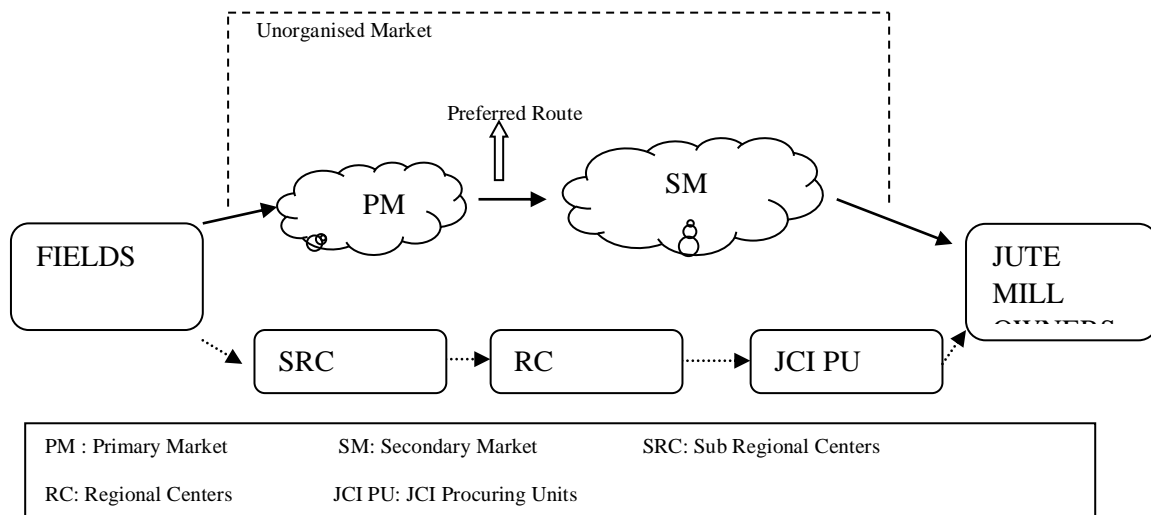 Unorganised Market
Preferred Route
PM
SM
FIELDS
JUTE
MILL
OWNERS
SRC
RC
JCI PU
PM : Primary Market SM: Secondary Market SRC: Sub Regional Centers
RC: Regional Centers JCI PU: JCI Procuring Units